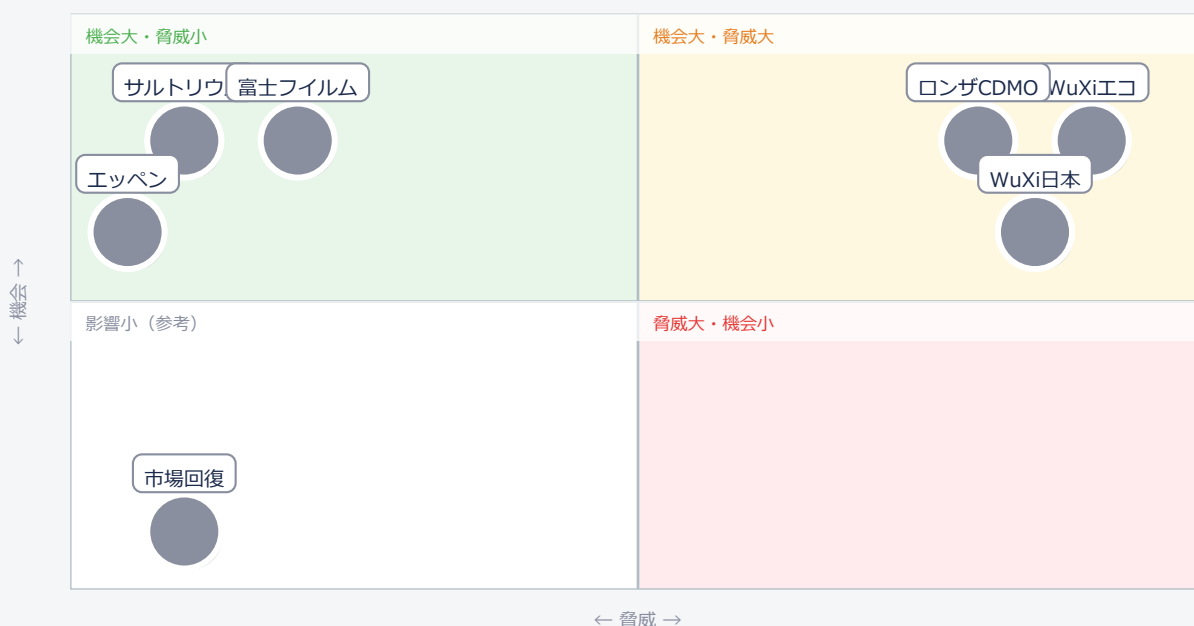 機会大・脅威小
機会大・脅威大
サルトリウ
富士フイルム
ロンザCDMO
WuXiエコ
エッペン
WuXi日本
← 機会 →
影響小（参考）
脅威大・機会小
市場回復
← 脅威 →